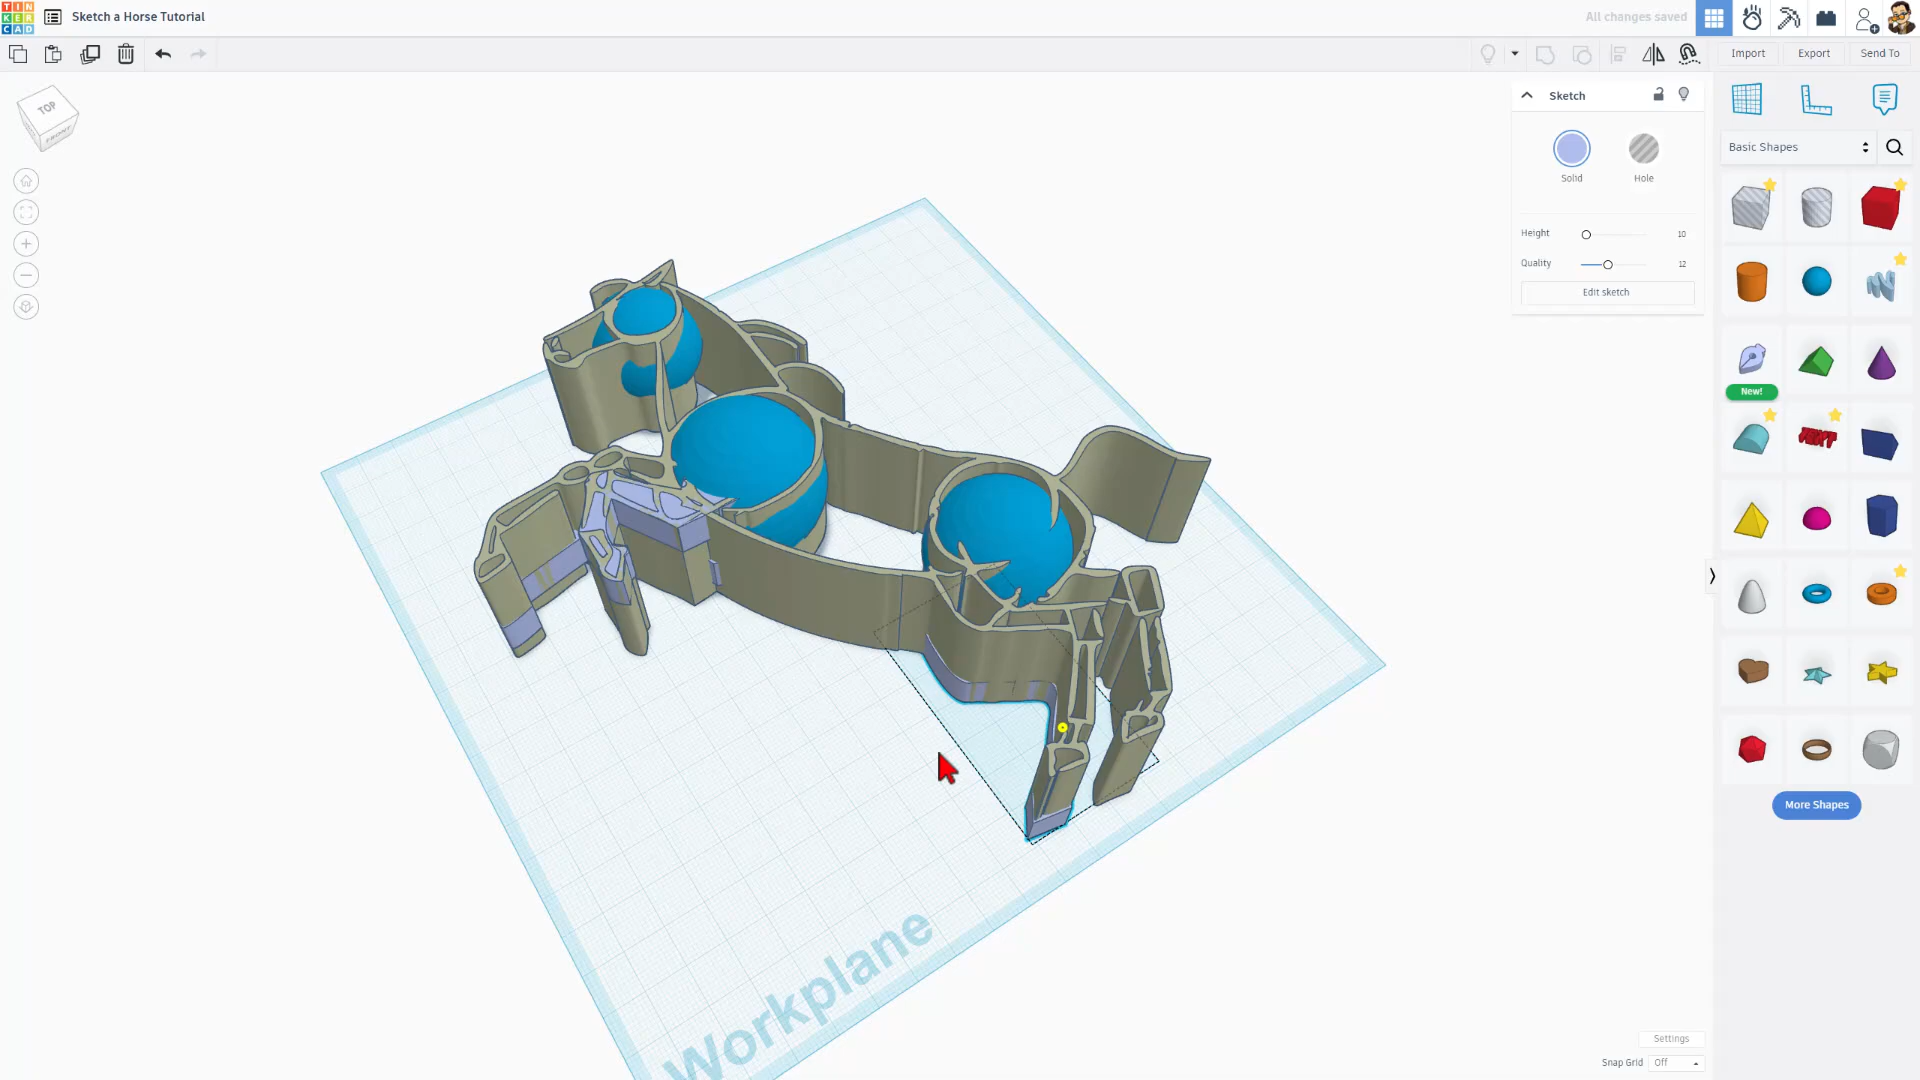 TIN
KER
CAD
Sketch a Horse Tutorial
All changes saved
Import
Export
Send To
TOP
FRONT
Sketch
Solid
Hole
Height
10
Quality
12
Edit sketch
Basic Shapes
New!
TEXT
More Shapes
Workplane
Settings
Snap Grid
Off